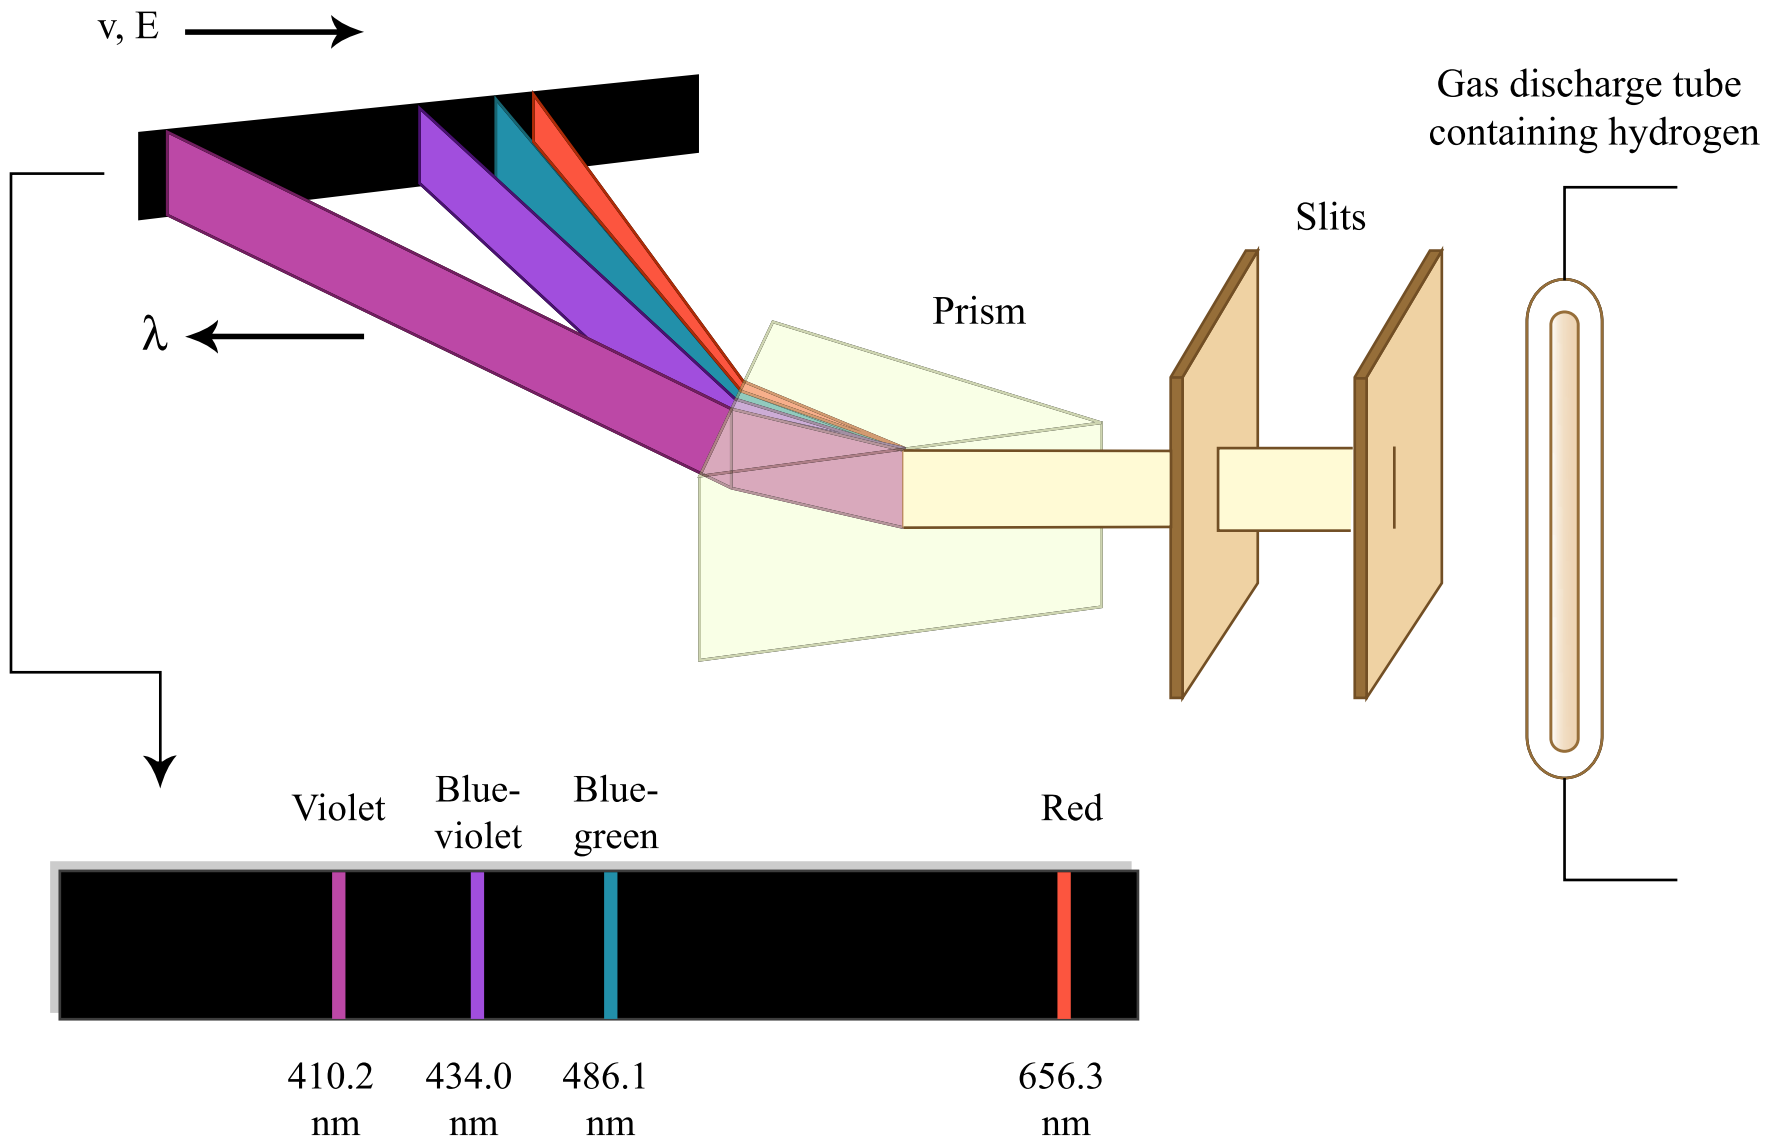 v, E
Gas discharge tube
containing hydrogen
Slits
Prism
λ
Violet
Blue-
violet
Blue-
green
Red
410.2
nm
434.0
nm
486.1
nm
656.3
nm